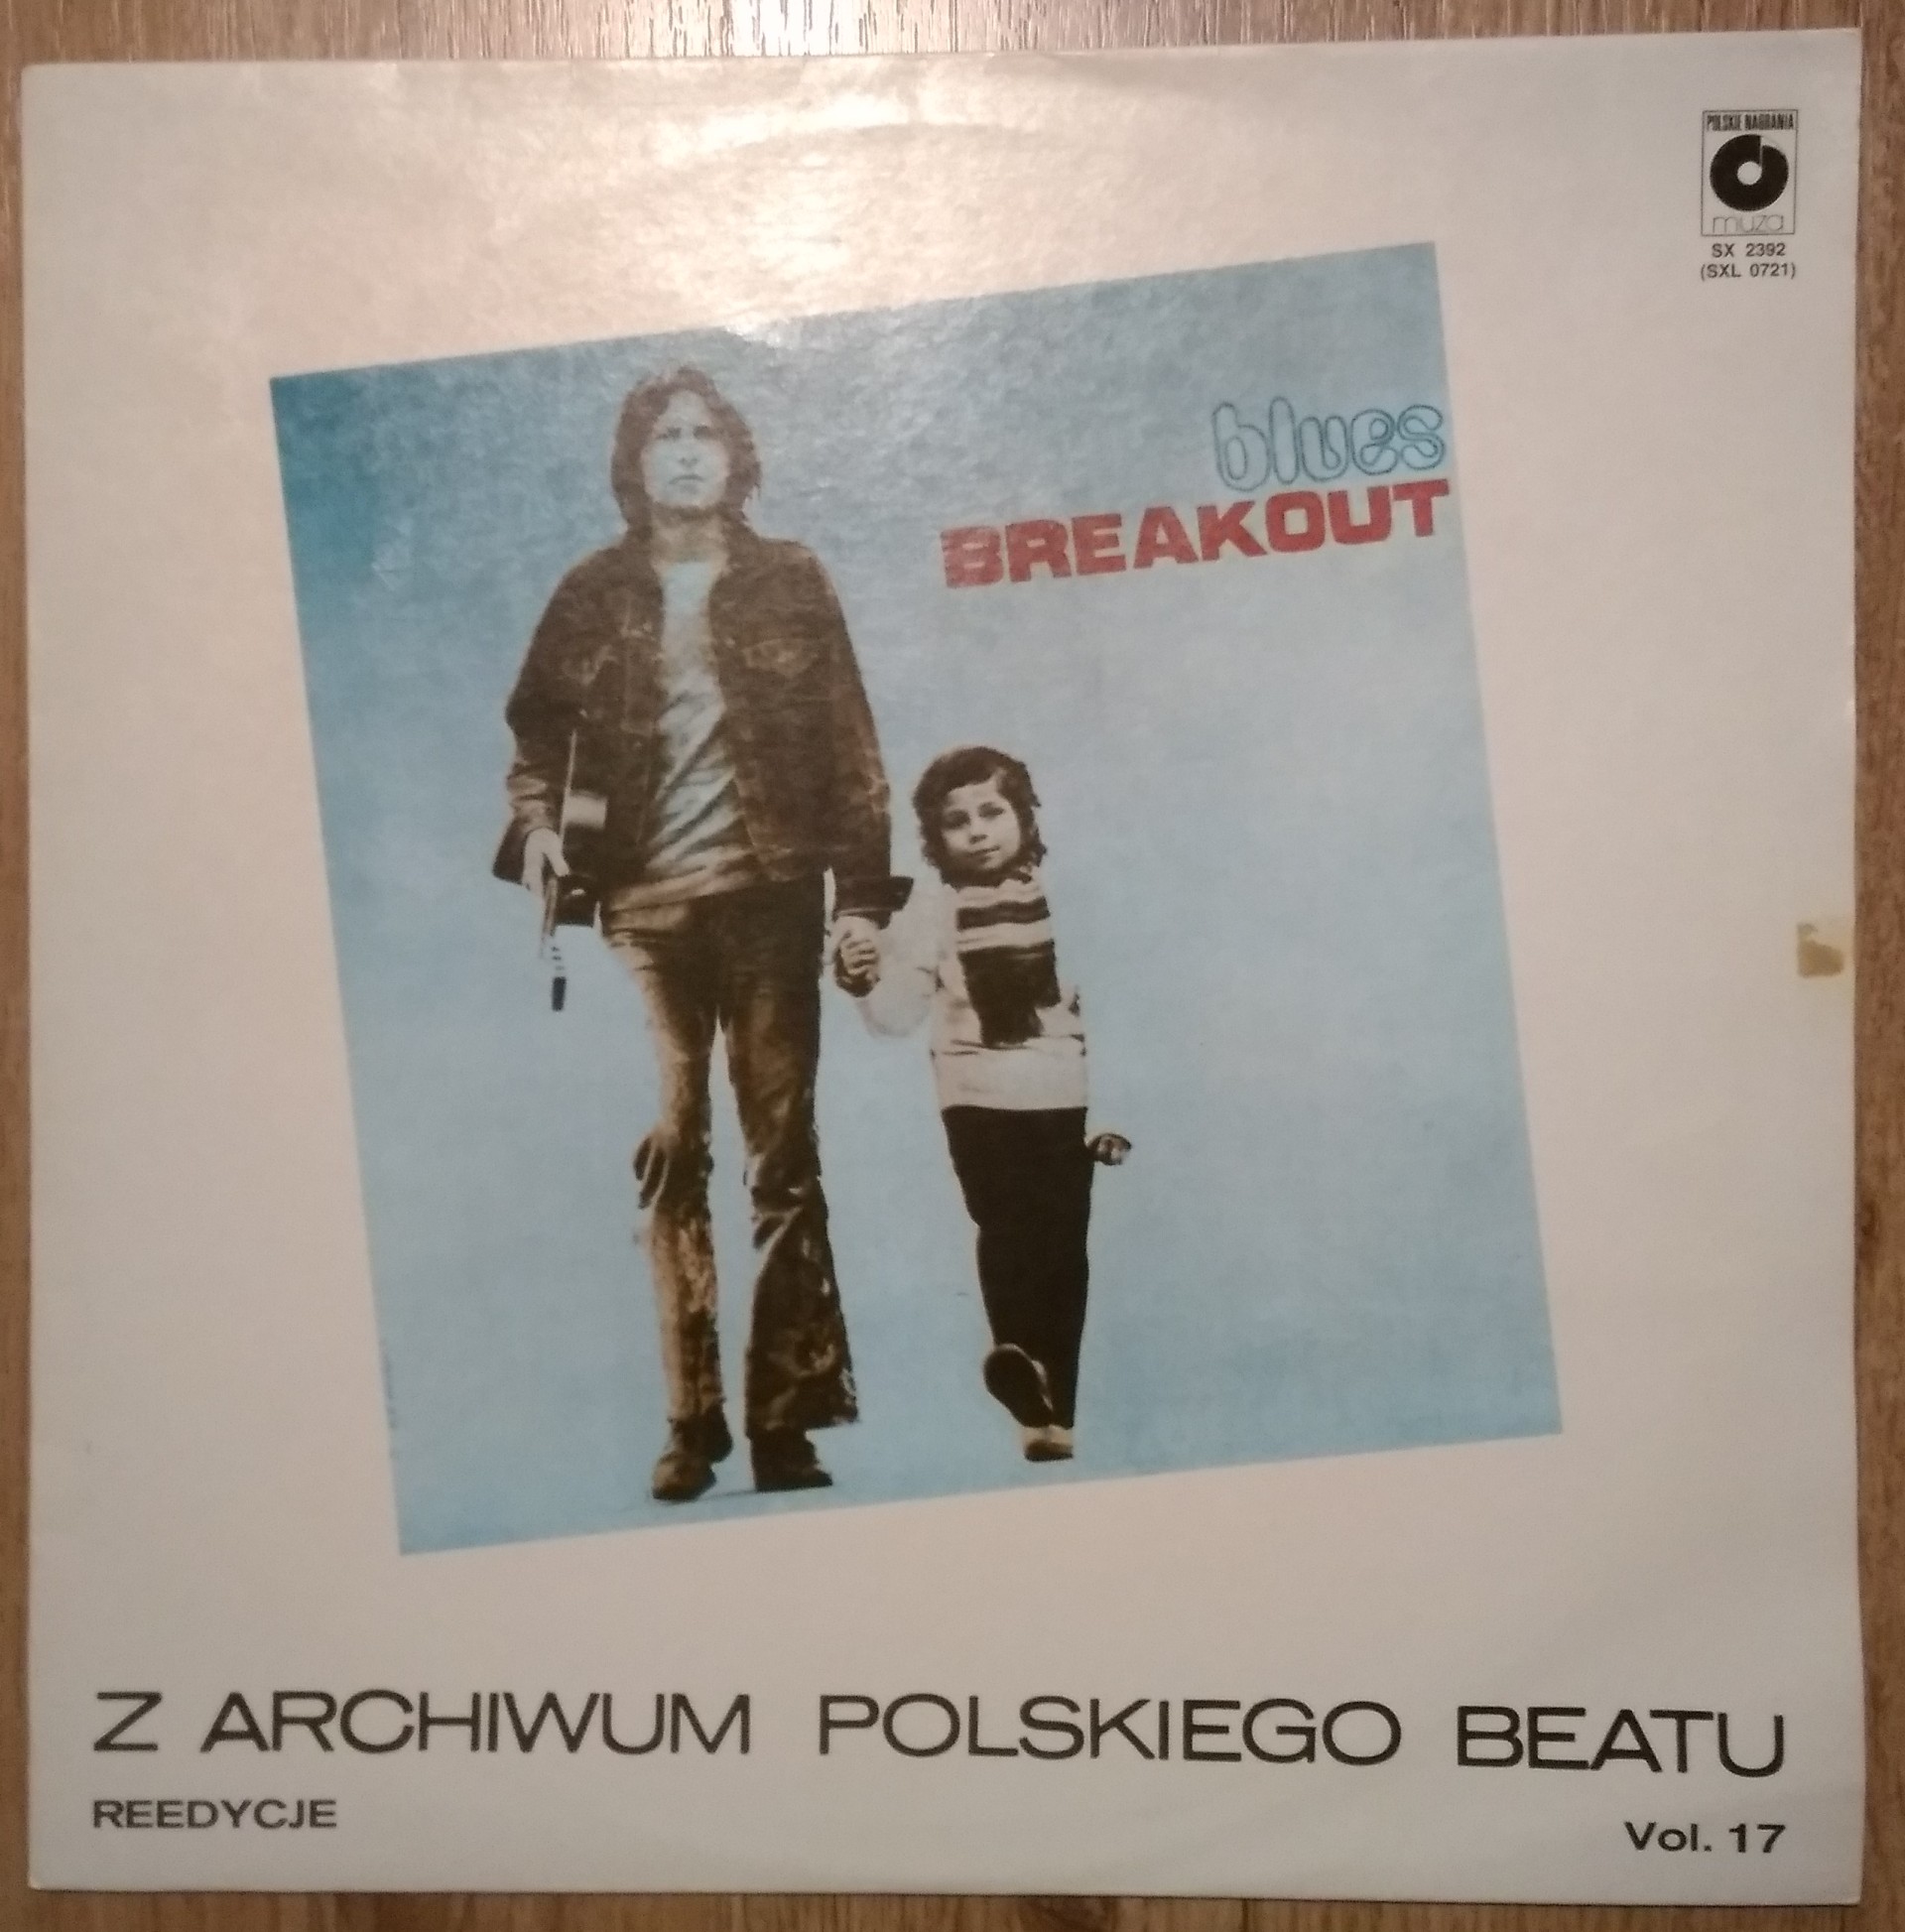 POLSKIE NAGRANIA
muza
SX 2392
(SXL 0721)
blues
BREAKOUT
Z ARCHIWUM POLSKIEGO BEATU
REEDYCJE
Vol. 17